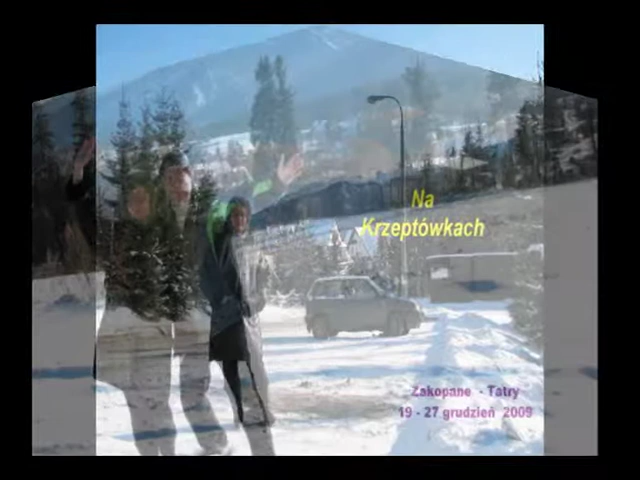 Na
Krzeptówkach
Zakopane - Tatry
19 - 27 grudzień 2009